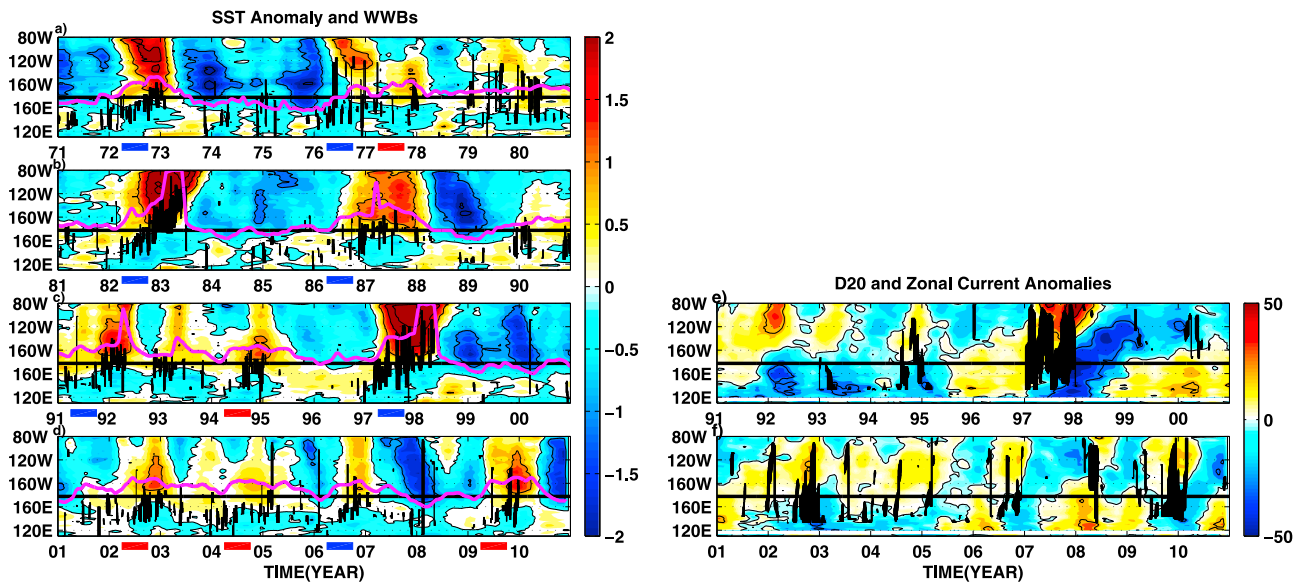 SST Anomaly and WWBs
a)
80W
120W
160W
160E
120E
71 72 73 74 75 76 77 78 79 80
b)
80W
120W
160W
160E
120E
81 82 83 84 85 86 87 88 89 90
c)
80W
120W
160W
160E
120E
91 92 93 94 95 96 97 98 99 00
d)
80W
120W
160W
160E
120E
01 02 03 04 05 06 07 08 09 10
TIME(YEAR)
2
1.5
1
0.5
0
−0.5
−1
−1.5
−2
D20 and Zonal Current Anomalies
e)
80W
120W
160W
160E
120E
91 92 93 94 95 96 97 98 99 00
f)
80W
120W
160W
160E
120E
01 02 03 04 05 06 07 08 09 10
TIME(YEAR)
50
0
−50